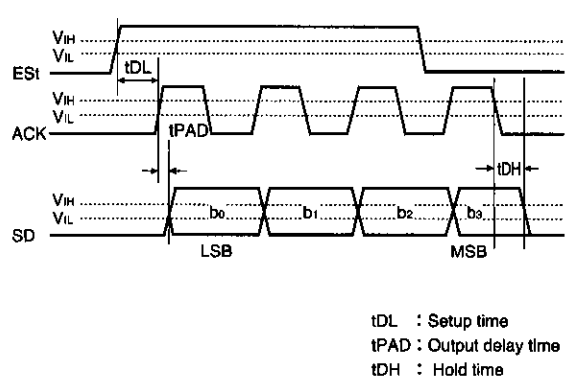 VIH
VIL
ESt
tDL
VIH
VIL
ACK
tPAD
tDH
VIH
VIL
SD
b0 b1 b2 b3
LSB MSB
tDL : Setup time
tPAD : Output delay time
tDH : Hold time